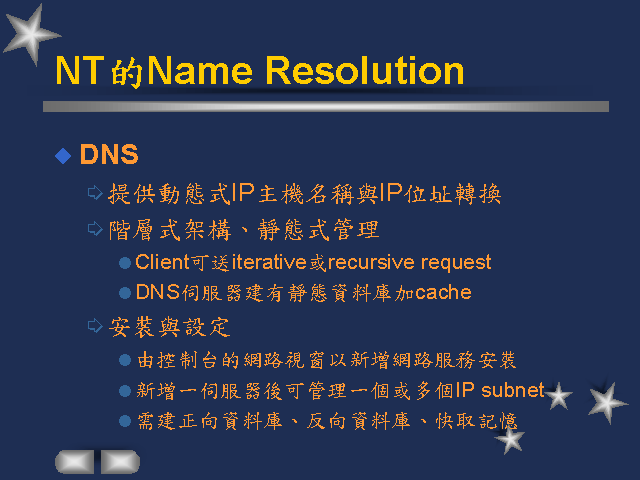 NT的Name Resolution
DNS
提供動態式IP主機名稱與IP位址轉換
階層式架構、靜態式管理
Client可送iterative或recursive request
DNS伺服器建有靜態資料庫加cache
安裝與設定
由控制台的網路視窗以新增網路服務安裝
新增一伺服器後可管理一個或多個IP subnet
需建正向資料庫、反向資料庫、快取記憶